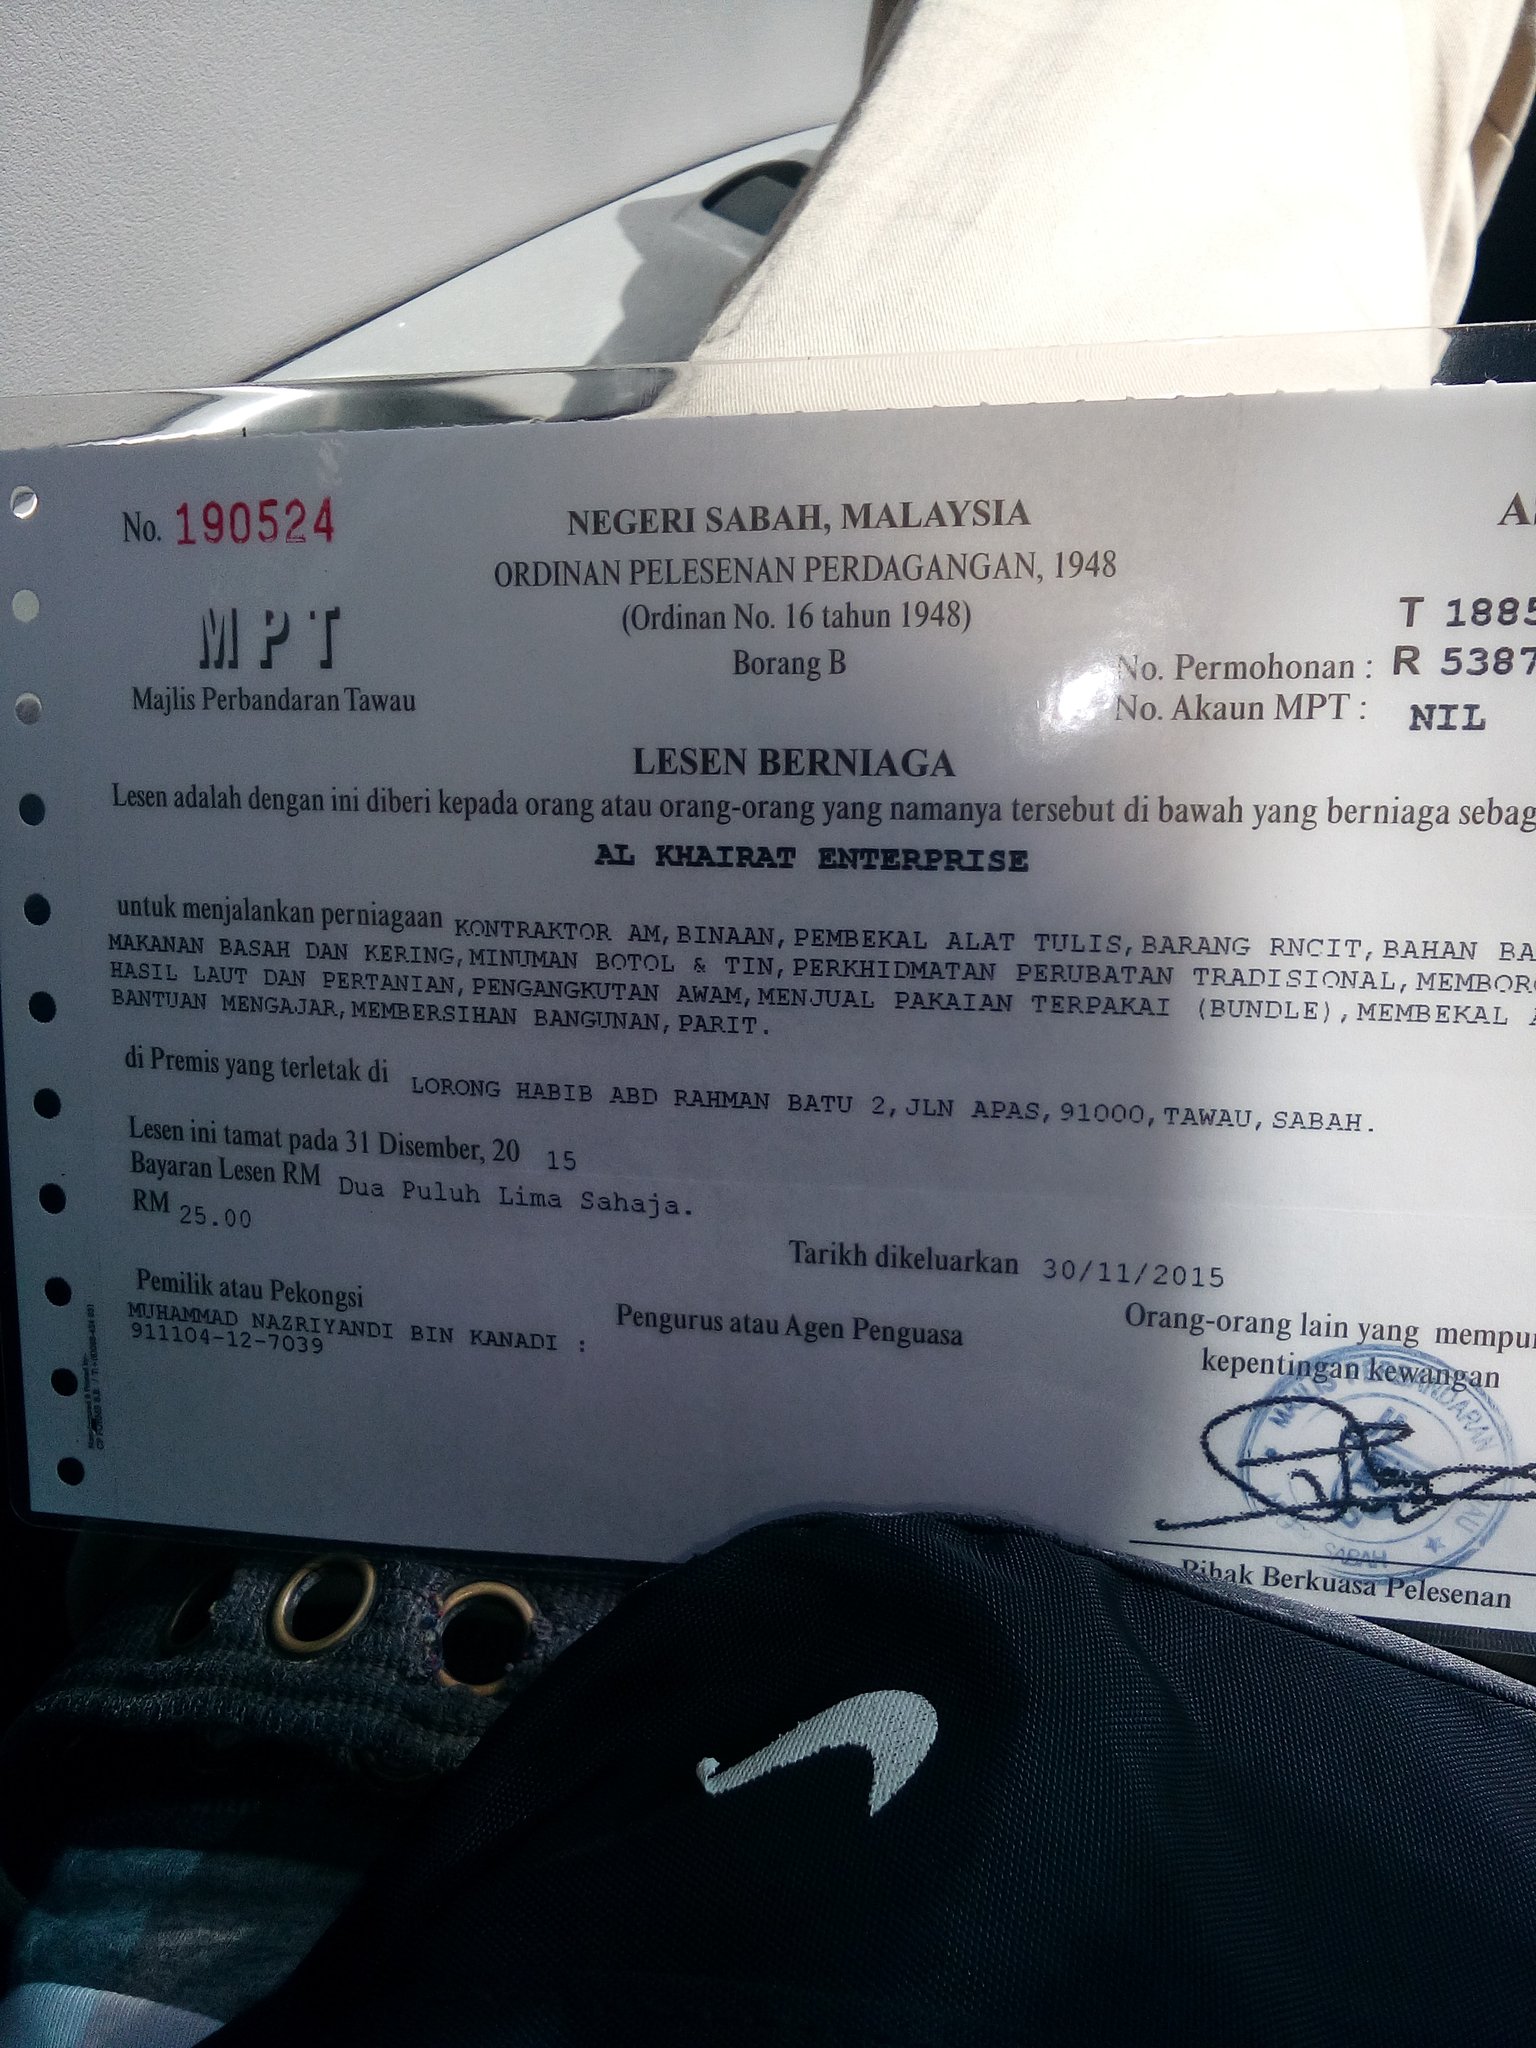 No. 190524
NEGERI SABAH, MALAYSIA
ORDINAN PELESENAN PERDAGANGAN, 1948
(Ordinan No. 16 tahun 1948)
Borang B
MPT
Majlis Perbandaran Tawau
T 1885
No. Permohonan : R 5387
No. Akaun MPT : NIL
LESEN BERNIAGA
Lesen adalah dengan ini diberi kepada orang atau orang-orang yang namanya tersebut di bawah yang berniaga sebag
AL KHAIRAT ENTERPRISE
untuk menjalankan perniagaan KONTRAKTOR AM,BINAAN,PEMBEKAL ALAT TULIS,BARANG RNCIT,BAHAN BA
MAKANAN BASAH DAN KERING,MINUMAN BOTOL & TIN,PERKHIDMATAN PERUBATAN TRADISIONAL,MEMBORO
HASIL LAUT DAN PERTANIAN,PENGANGKUTAN AWAM,MENJUAL PAKAIAN TERPAKAI (BUNDLE),MEMBEKAL
BANTUAN MENGAJAR,MEMBERSIHAN BANGUNAN,PARIT.
di Premis yang terletak di LORONG HABIB ABD RAHMAN BATU 2,JLN APAS,91000,TAWAU,SABAH.
Lesen ini tamat pada 31 Disember, 20 15
Bayaran Lesen RM Dua Puluh Lima Sahaja.
RM 25.00
Tarikh dikeluarkan 30/11/2015
Pemilik atau Pekongsi
MUHAMMAD NAZRIYANDI BIN KANADI :
911104-12-7039
Pengurus atau Agen Penguasa
Orang-orang lain yang mempu
kepentingan kewangan
MAJLIS PERBANDARAN
SABAH
Pihak Berkuasa Pelesenan